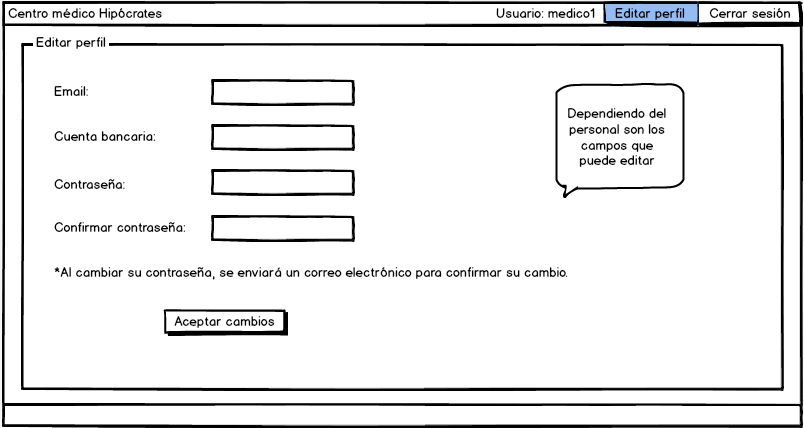 Centro médico Hipócrates
Usuario: medico1
Editar perfil
Cerrar sesión
Editar perfil
Email:
Cuenta bancaria:
Contraseña:
Confirmar contraseña:
*Al cambiar su contraseña, se enviará un correo electrónico para confirmar su cambio.
Aceptar cambios
Dependiendo del
personal son los
campos que
puede editar